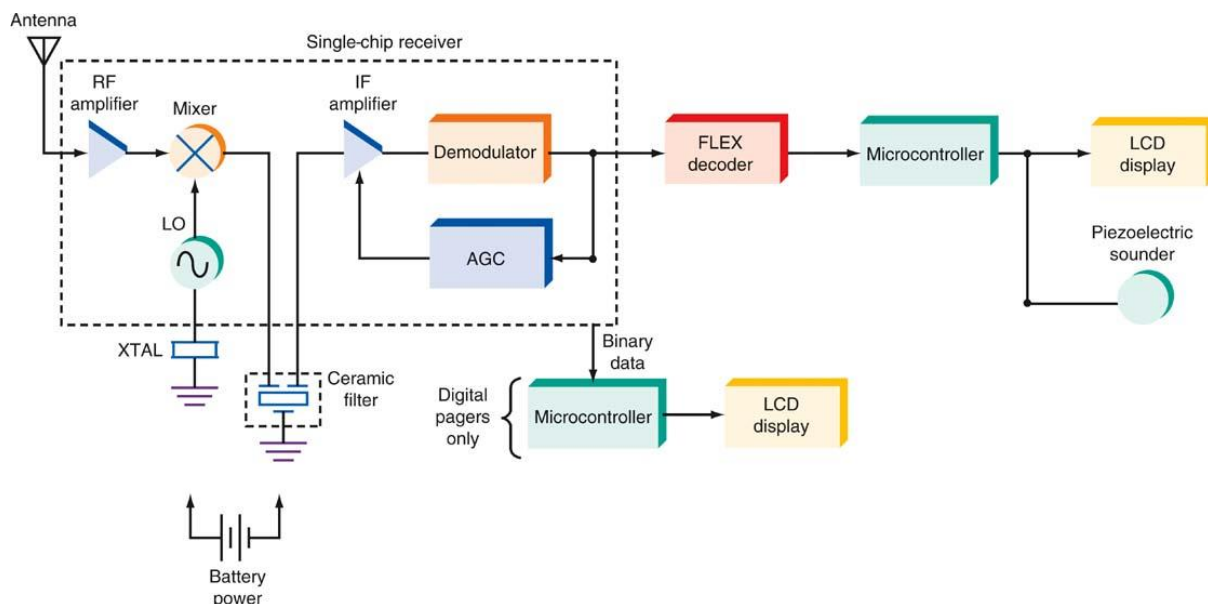 Antenna
Single-chip receiver
RF
amplifier
Mixer
IF
amplifier
Demodulator
FLEX
decoder
Microcontroller
LCD
display
LO
AGC
Piezoelectric
sounder
XTAL
Ceramic
filter
Binary
data
Digital
pagers
only
Microcontroller
LCD
display
Battery
power